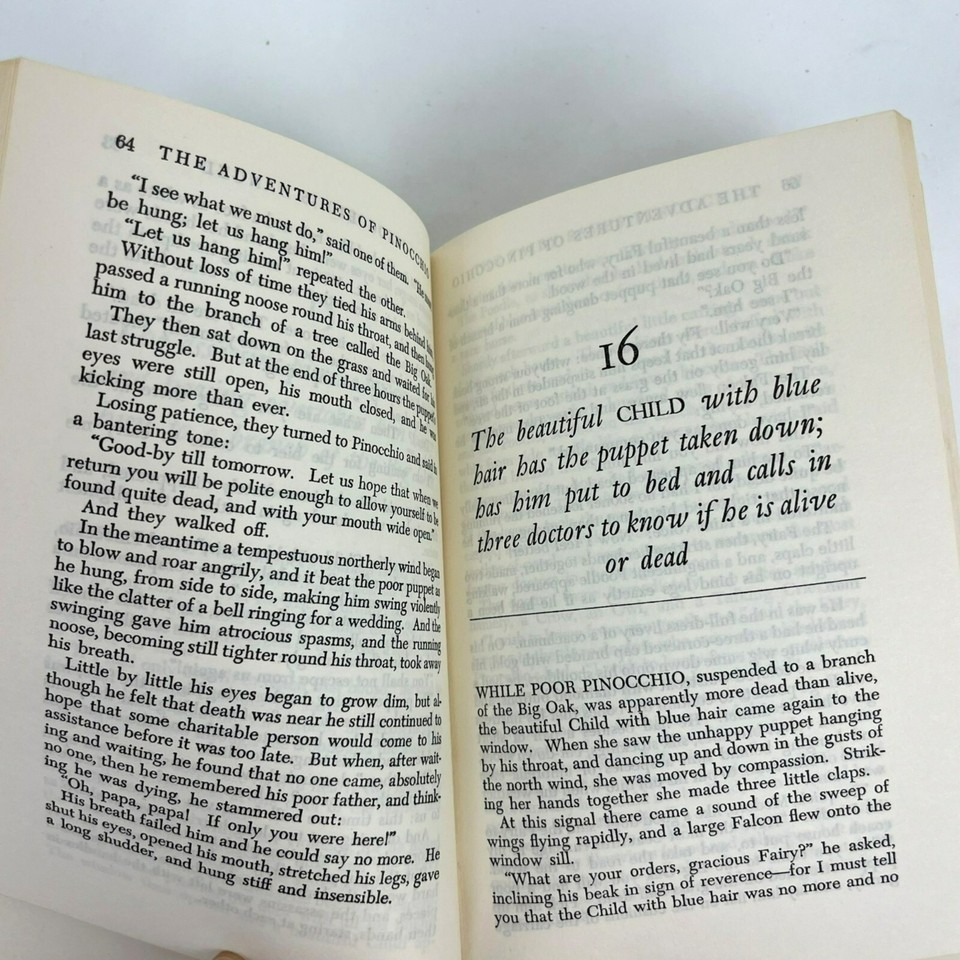 64 THE ADVENTURES OF PINOCCHIO
"I see what we must do," said one of them. "He must
be hung; let us hang him!"
"Let us hang him!" repeated the other.
Without loss of time they tied his arms behind him,
passed a running noose round his throat, and then hung
him to the branch of a tree called the Big Oak.
They then sat down on the grass and waited for his
last struggle. But at the end of three hours the puppet's
eyes were still open, his mouth closed, and he was
kicking more than ever.
Losing patience, they turned to Pinocchio and said in
a bantering tone:
"Good-by till tomorrow. Let us hope that when we
return you will be polite enough to allow yourself to be
found quite dead, and with your mouth wide open."
And they walked off.
In the meantime a tempestuous northerly wind began
to blow and roar angrily, and it beat the poor puppet as
he hung, from side to side, making him swing violently
like the clatter of a bell ringing for a wedding. And the
swinging gave him atrocious spasms, and the running
noose, becoming still tighter round his throat, took away
his breath.
Little by little his eyes began to grow dim, but al-
though he felt that death was near he still continued to
hope that some charitable person would come to his
assistance before it was too late. But when, after wait-
ing and waiting, he found that no one came, absolutely
no one, then he remembered his poor father, and think-
ing he was dying, he stammered out:
"Oh, papa, papa! If only you were here!"
His breath failed him and he could say no more. He
shut his eyes, opened his mouth, stretched his legs, gave
a long shudder, and hung stiff and insensible.
16
The beautiful CHILD with blue
hair has the puppet taken down;
has him put to bed and calls in
three doctors to know if he is alive
or dead
WHILE POOR PINOCCHIO, suspended to a branch
of the Big Oak, was apparently more dead than alive,
the beautiful Child with blue hair came again to the
window. When she saw the unhappy puppet hanging
by his throat, and dancing up and down in the gusts of
the north wind, she was moved by compassion. Strik-
ing her hands together she made three little claps.
At this signal there came a sound of the sweep of
wings flying rapidly, and a large Falcon flew onto the
window sill.
"What are your orders, gracious Fairy?" he asked,
inclining his beak in sign of reverence—for I must tell
you that the Child with blue hair was no more and no